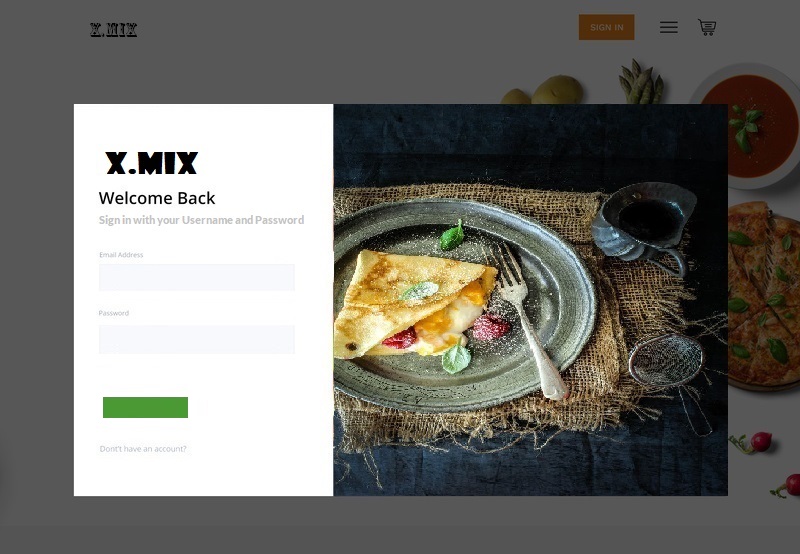 X.MIX
SIGN IN
X.MIX
Welcome Back
Sign in with your Username and Password
Email Address
Password
Don't have an account?